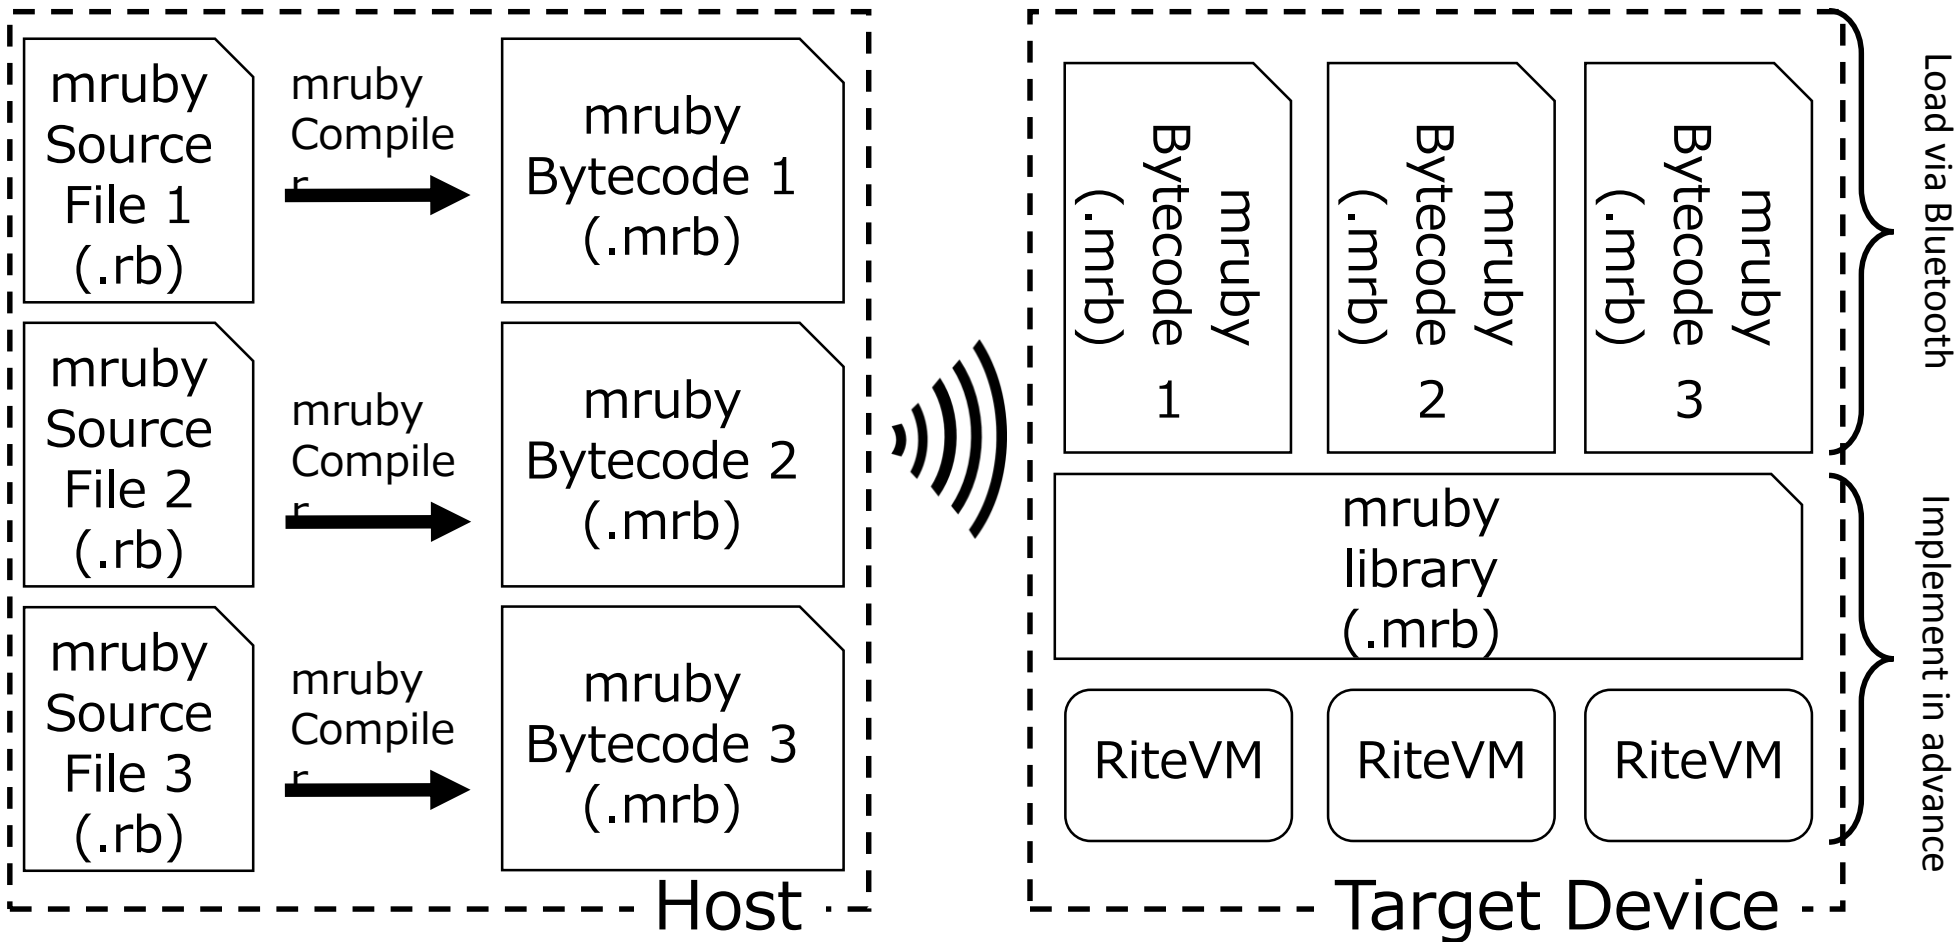 mruby
Source
File 1
(.rb)
mruby
Compile
r
mruby
Bytecode 1
(.mrb)
mruby
Source
File 2
(.rb)
mruby
Compile
r
mruby
Bytecode 2
(.mrb)
mruby
Source
File 3
(.rb)
mruby
Compile
r
mruby
Bytecode 3
(.mrb)
Host
mruby
Bytecode
(.mrb)
1
mruby
Bytecode
(.mrb)
2
mruby
Bytecode
(.mrb)
3
mruby
library
(.mrb)
RiteVM
RiteVM
RiteVM
Target Device
Load via Bluetooth
Implement in advance